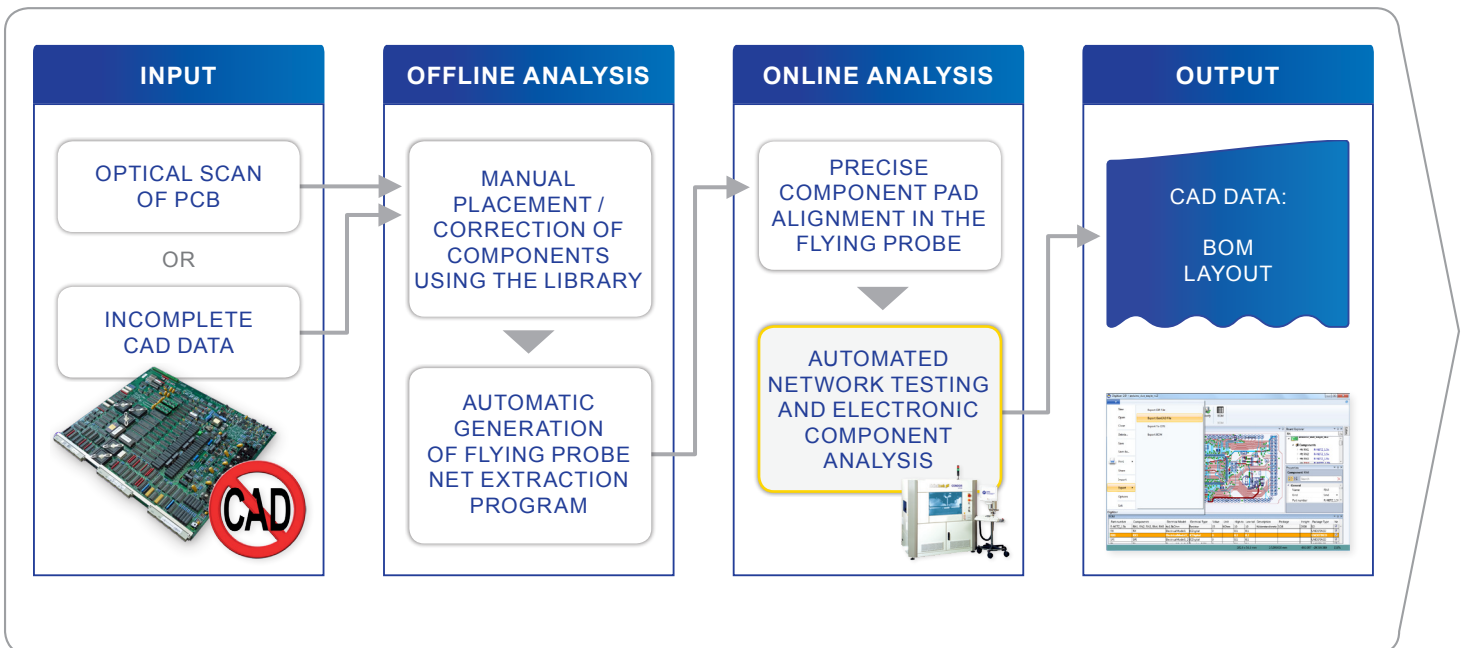 INPUT
OPTICAL SCAN
OF PCB
OR
INCOMPLETE
CAD DATA
CAD
OFFLINE ANALYSIS
MANUAL
PLACEMENT /
CORRECTION OF
COMPONENTS
USING THE LIBRARY
AUTOMATIC
GENERATION
OF FLYING PROBE
NET EXTRACTION
PROGRAM
ONLINE ANALYSIS
PRECISE
COMPONENT PAD
ALIGNMENT IN THE
FLYING PROBE
AUTOMATED
NETWORK TESTING
AND ELECTRONIC
COMPONENT
ANALYSIS
OUTPUT
CAD DATA:
BOM
LAYOUT